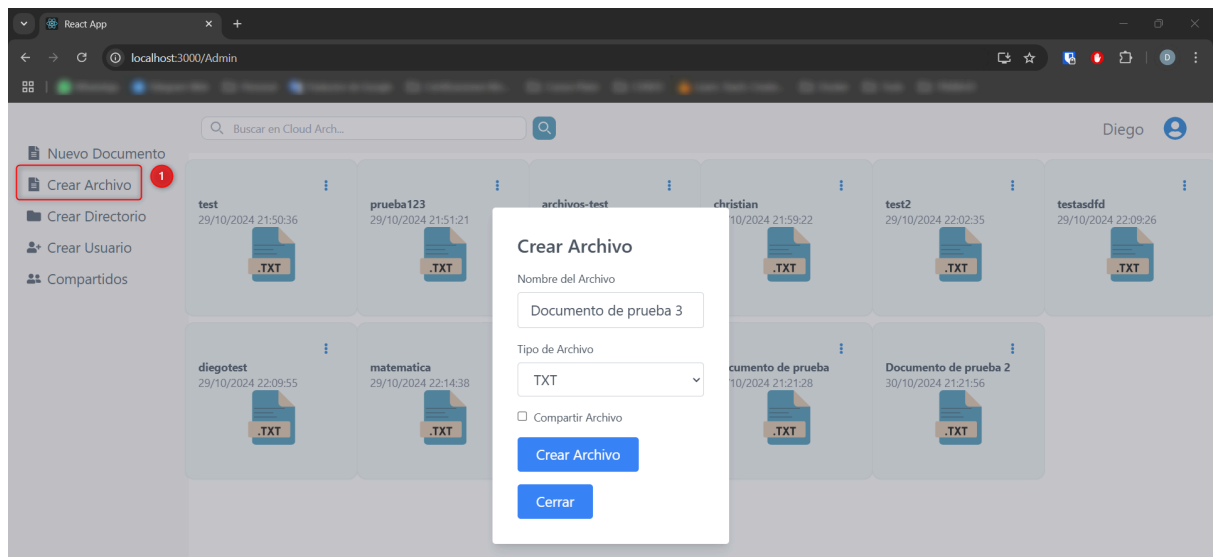 React App
localhost:3000/Admin
Buscar en Cloud Arch...
Diego
Nuevo Documento
Crear Archivo
1
Crear Directorio
Crear Usuario
Compartidos
test
29/10/2024 21:50:36
.TXT
prueba123
29/10/2024 21:51:21
archivos-test
christian
10/2024 21:59:22
.TXT
test2
29/10/2024 22:02:35
.TXT
testasdfd
29/10/2024 22:09:26
.TXT
diegotest
29/10/2024 22:09:55
.TXT
matematica
29/10/2024 22:14:38
.TXT
cumento de prueba
10/2024 21:21:28
.TXT
Documento de prueba 2
30/10/2024 21:21:56
.TXT
Crear Archivo
Nombre del Archivo
Documento de prueba 3
Tipo de Archivo
TXT
Compartir Archivo
Crear Archivo
Cerrar